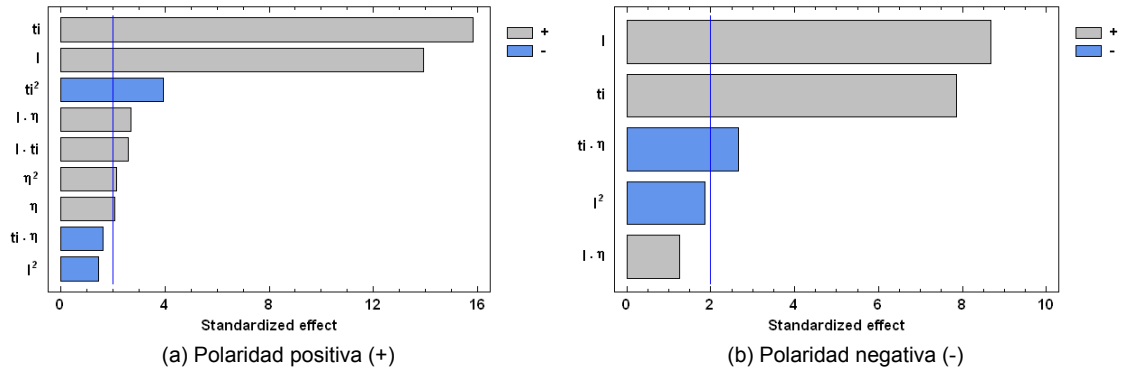 ti
I
ti²
I · η
I · ti
η²
η
ti · η
I²
0 4 8 12 16
Standardized effect
+
-
(a) Polaridad positiva (+)
I
ti
ti · η
I²
I · η
0 2 4 6 8 10
Standardized effect
+
-
(b) Polaridad negativa (-)